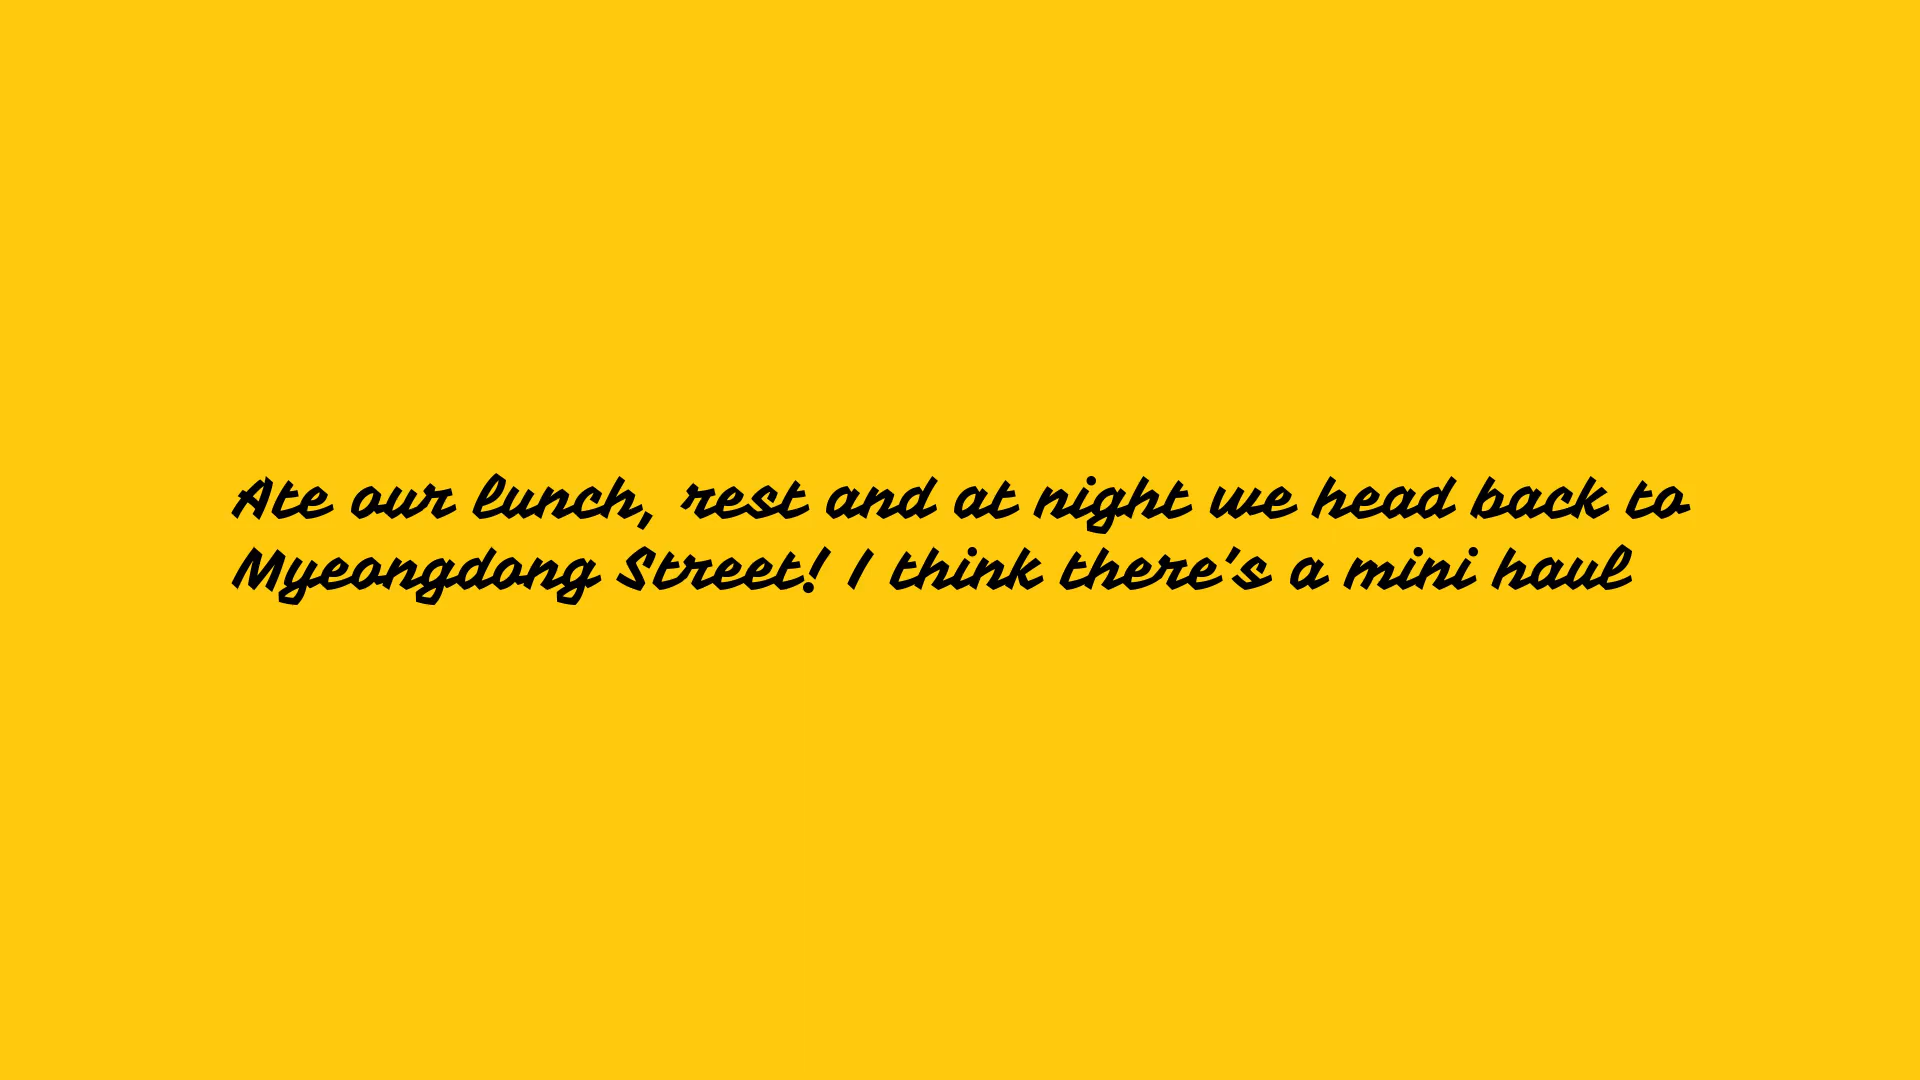 Ate our lunch, rest and at night we head back to
Myeongdong Street! I think there's a mini haul